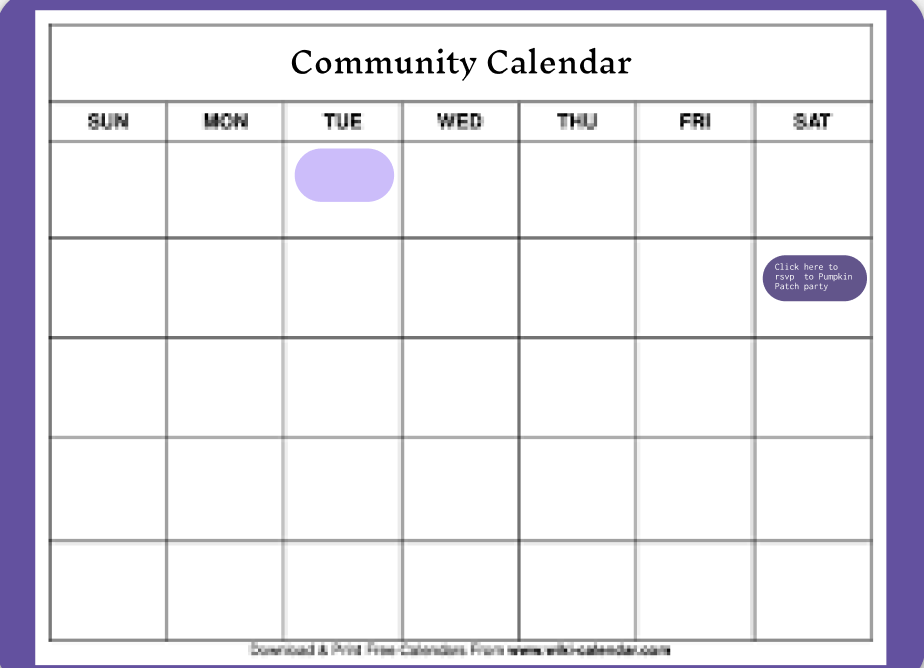 Community Calendar
SUN MON TUE WED THU FRI SAT
Click here to
rsvp to Pumpkin
Patch party
Download & Print Free Calendars From www.wiki-calendar.com